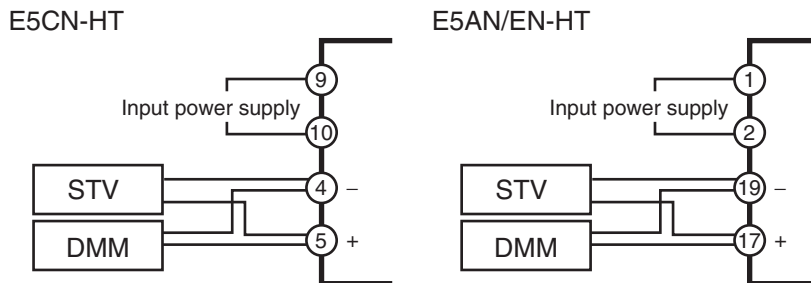 E5CN-HT
9
Input power supply
10
STV
4 –
DMM
5 +
E5AN/EN-HT
1
Input power supply
2
STV
19 –
DMM
17 +